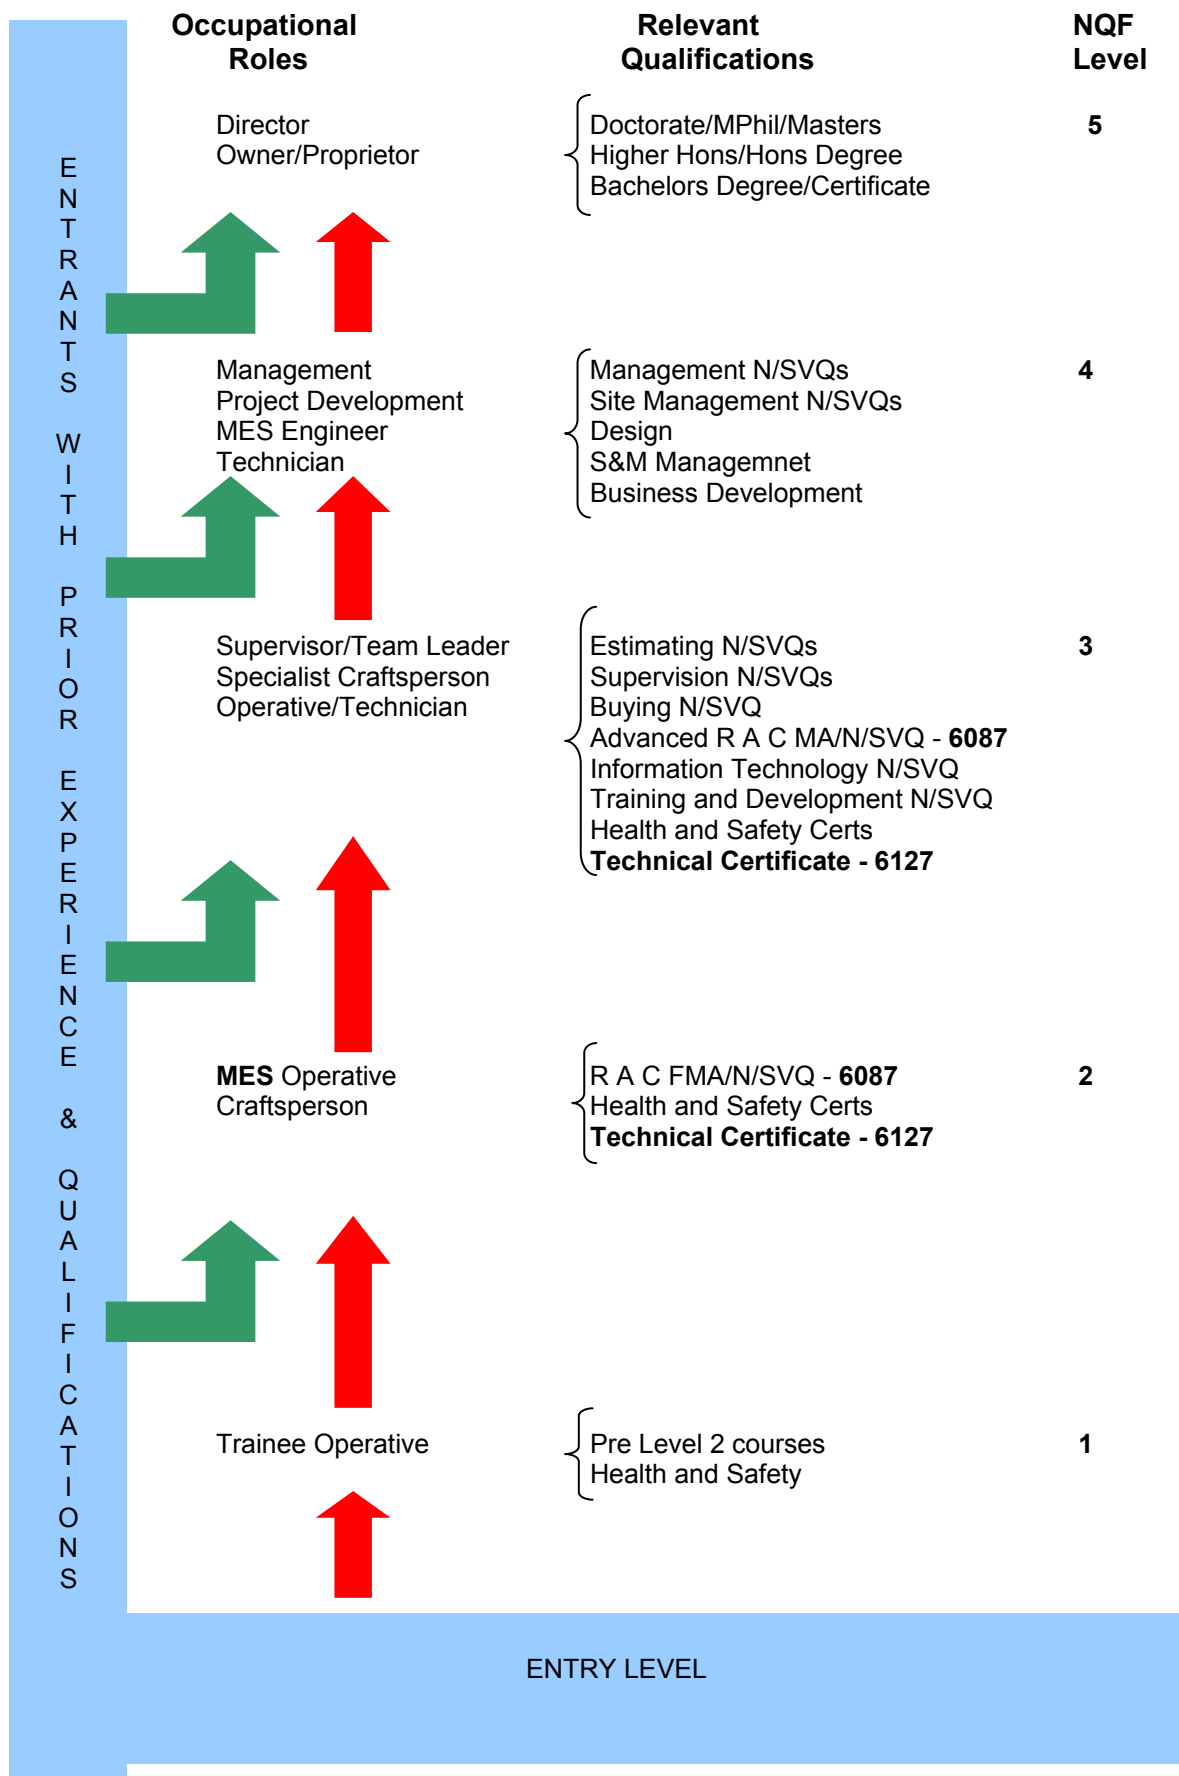 Occupational Roles
Relevant Qualifications
NQF Level
ENTRANTS WITH PRIOR EXPERIENCE & QUALIFICATIONS
Director
Owner/Proprietor
Doctorate/MPhil/Masters
Higher Hons/Hons Degree
Bachelors Degree/Certificate
5
Management
Project Development
MES Engineer
Technician
Management N/SVQs
Site Management N/SVQs
Design
S&M Managemnet
Business Development
4
Supervisor/Team Leader
Specialist Craftsperson
Operative/Technician
Estimating N/SVQs
Supervision N/SVQs
Buying N/SVQ
Advanced R A C MA/N/SVQ - 6087
Information Technology N/SVQ
Training and Development N/SVQ
Health and Safety Certs
Technical Certificate - 6127
3
MES Operative
Craftsperson
R A C FMA/N/SVQ - 6087
Health and Safety Certs
Technical Certificate - 6127
2
Trainee Operative
Pre Level 2 courses
Health and Safety
1
ENTRY LEVEL